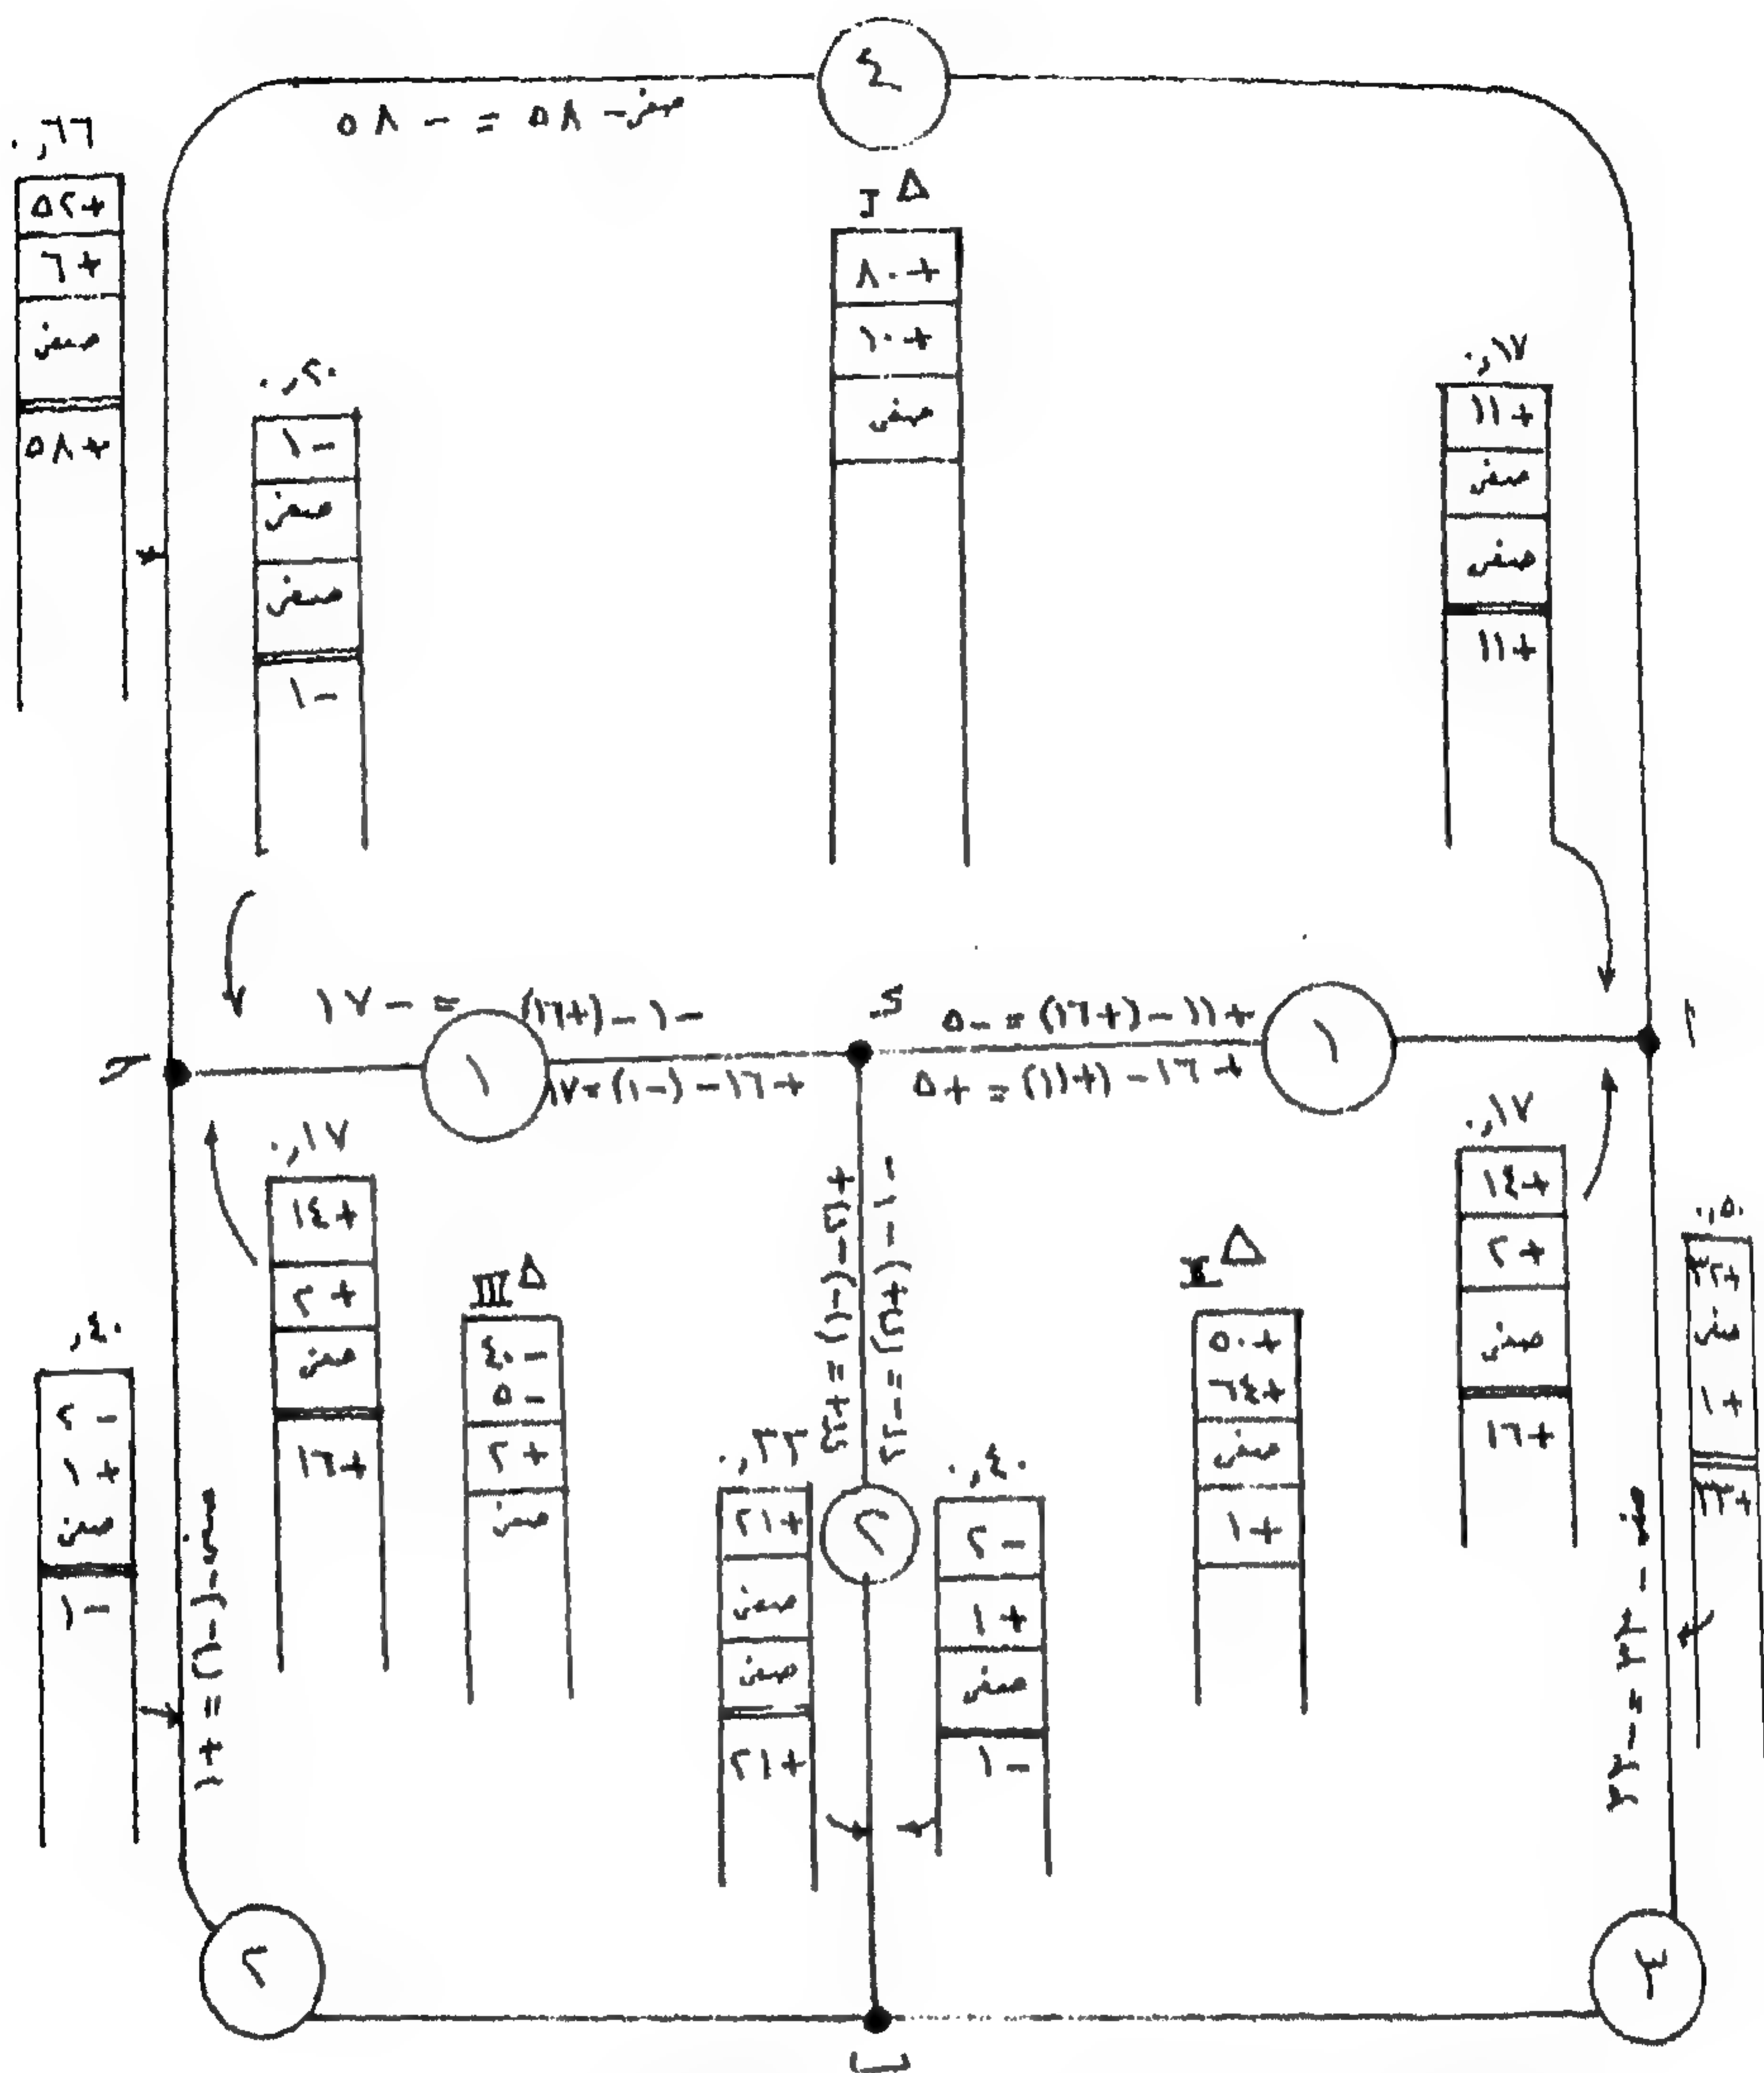 ٤
صفر - ٥٨ = - ٥٨
٠,٦٦
+٥٢
+٦
صفر
+٥٨
Δ I
+٨٠
+١٠
صفر
٠,١٧
+١١
صفر
صفر
+١١
٠,٢٠
-١
صفر
صفر
-١
ا
١
+١١-(+١٦)=-٥
+١٦-(+١١)=+٥
د
-١-(+١٦)=-١٧
+١٦-(-١)=١٧
١
ج
٠,١٧
+١٤
+٢
صفر
+١٦
٠,٥٠
+٣٢
صفر
+١
+٣٣
صفر-٣٣=-٣٣
Δ II
+٥٠
+٦٤
صفر
+١
-١-(+٢١)=-٢٢
+٢١-(-١)=+٢٢
٠,٤٠
-٢
+١
صفر
-١
٢
٠,٣٣
+٢١
صفر
صفر
+٢١
Δ III
-٤٠
-٥
+٢
صفر
٠,١٧
+١٤
+٢
صفر
+١٦
٠,٤٠
-٢
+١
صفر
-١
صفر-(-١)=+١
٣
٢
ب